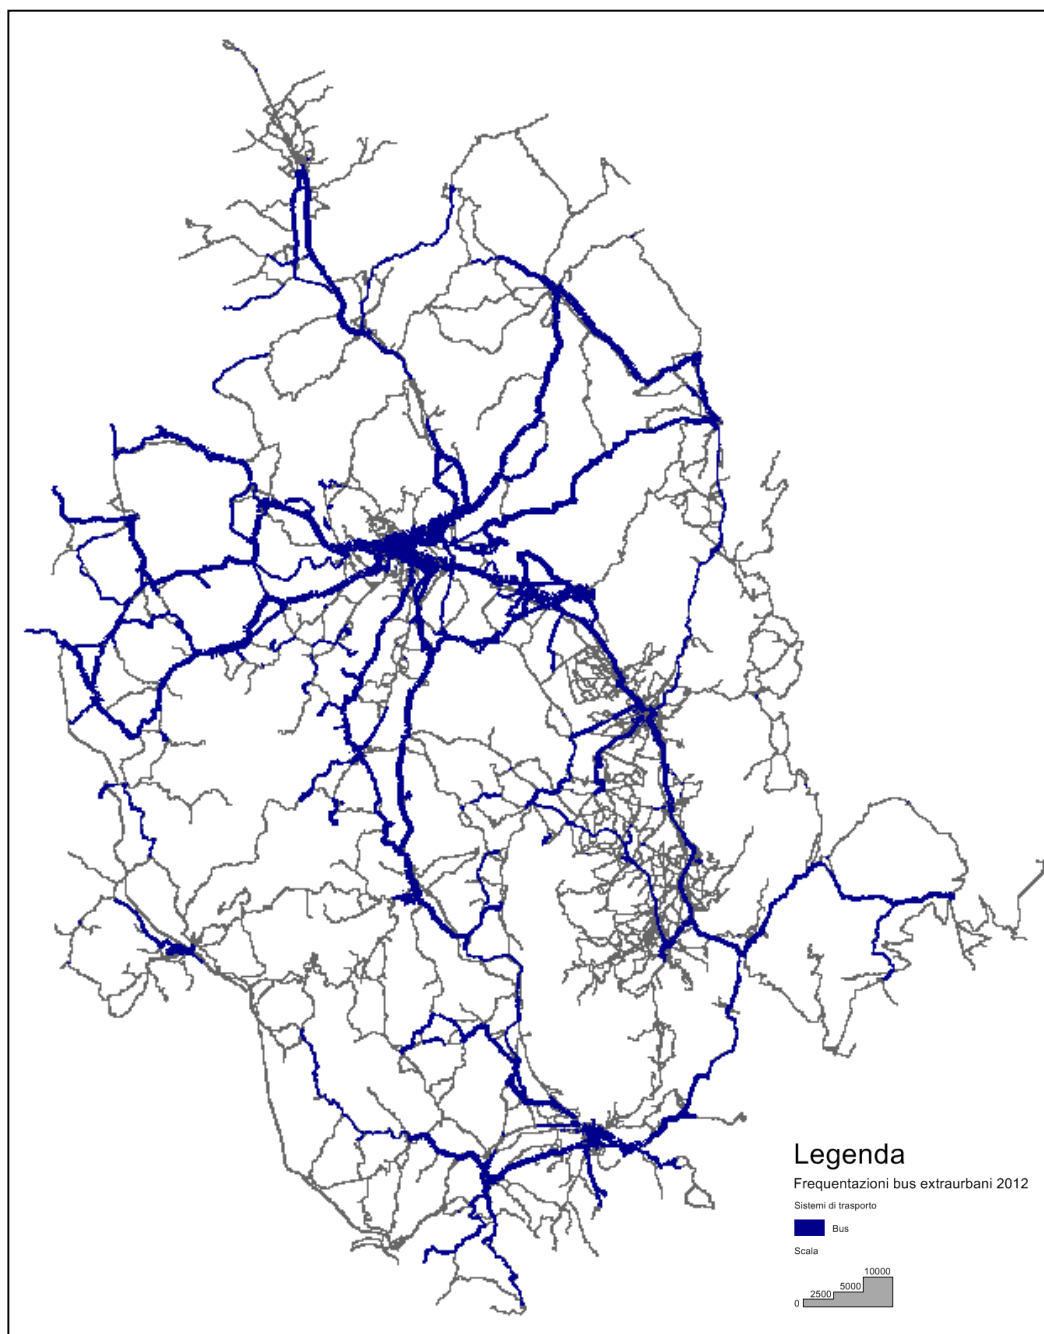 Legenda
Frequentazioni bus extraurbani 2012
Sistemi di trasporto
Bus
Scala
10000
5000
2500
0